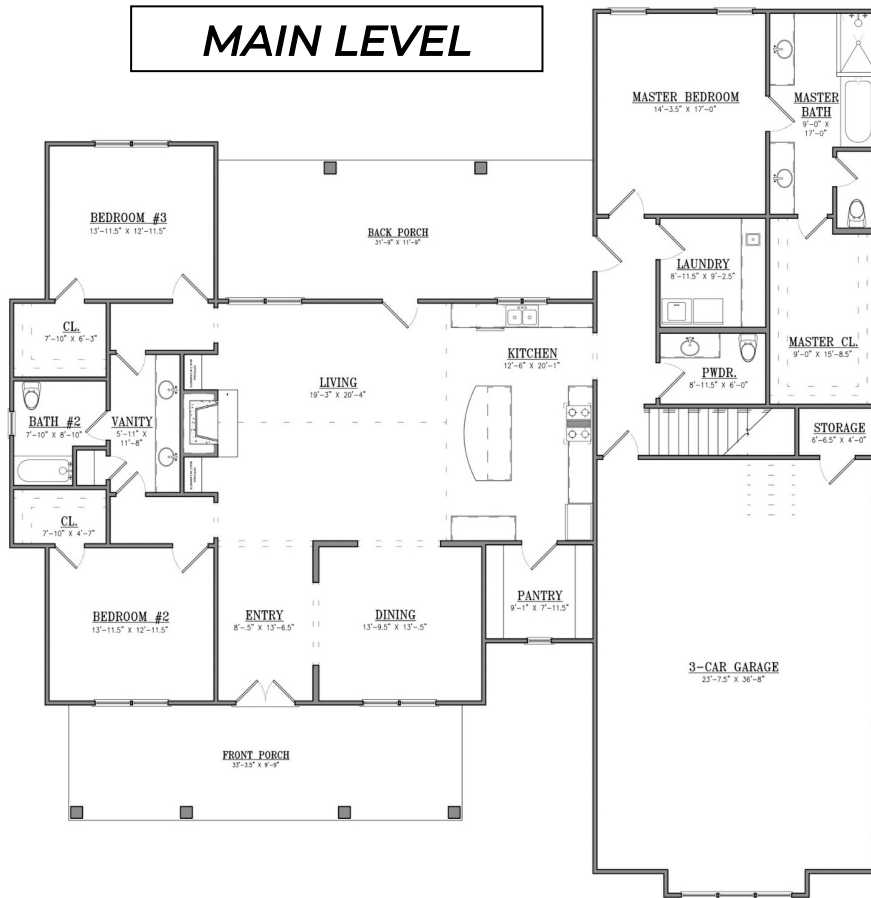 MAIN LEVEL
MASTER BEDROOM
14'-3.5" X 17'-0"
MASTER
BATH
9'-0" X
17'-0"
BEDROOM #3
13'-11.5" X 12'-11.5"
BACK PORCH
31'-9" X 11'-9"
LAUNDRY
8'-11.5" X 9'-2.5"
CL.
7'-10" X 6'-3"
MASTER CL.
9'-0" X 15'-8.5"
KITCHEN
12'-6" X 20'-1"
LIVING
19'-3" X 20'-4"
PWDR.
8'-11.5" X 6'-0"
BATH #2
7'-10" X 8'-10"
VANITY
5'-11" X
11'-8"
STORAGE
6'-6.5" X 4'-0"
CL.
7'-10" X 4'-7"
PANTRY
9'-1" X 7'-11.5"
BEDROOM #2
13'-11.5" X 12'-11.5"
ENTRY
8'-.5" X 13'-6.5"
DINING
13'-9.5" X 13'-.5"
3-CAR GARAGE
23'-7.5" X 36'-8"
FRONT PORCH
33'-3.5" X 9'-9"